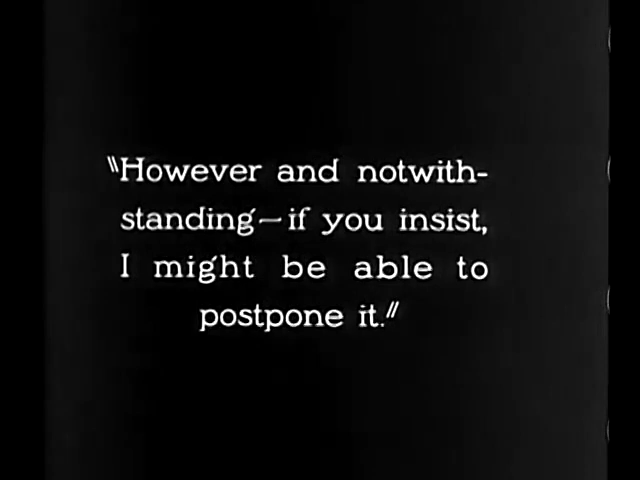 "However and notwith-
standing—if you insist,
I might be able to
postpone it."